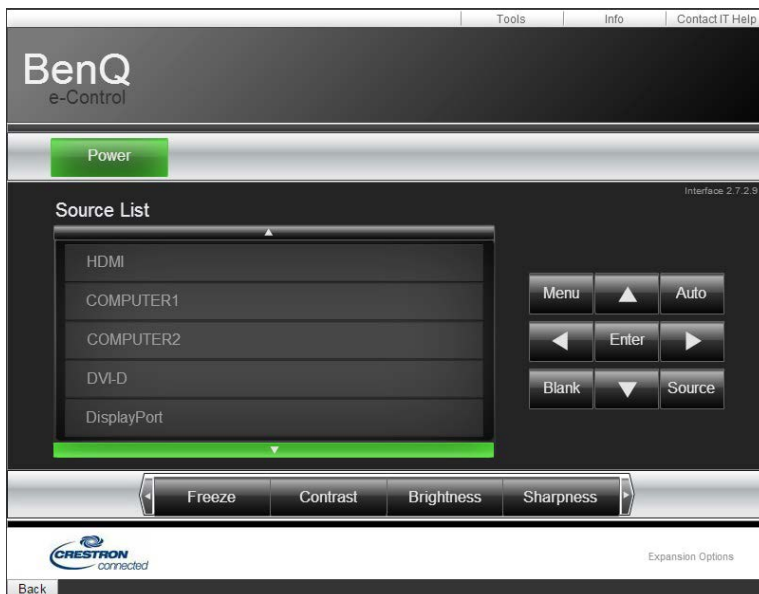 Tools Info Contact IT Help
BenQ
e-Control
Power
Interface 2.7.2.9
Source List
HDMI
COMPUTER1
COMPUTER2
DVI-D
DisplayPort
Menu Auto
Enter
Blank Source
Freeze Contrast Brightness Sharpness
CRESTRON
connected
Expansion Options
Back